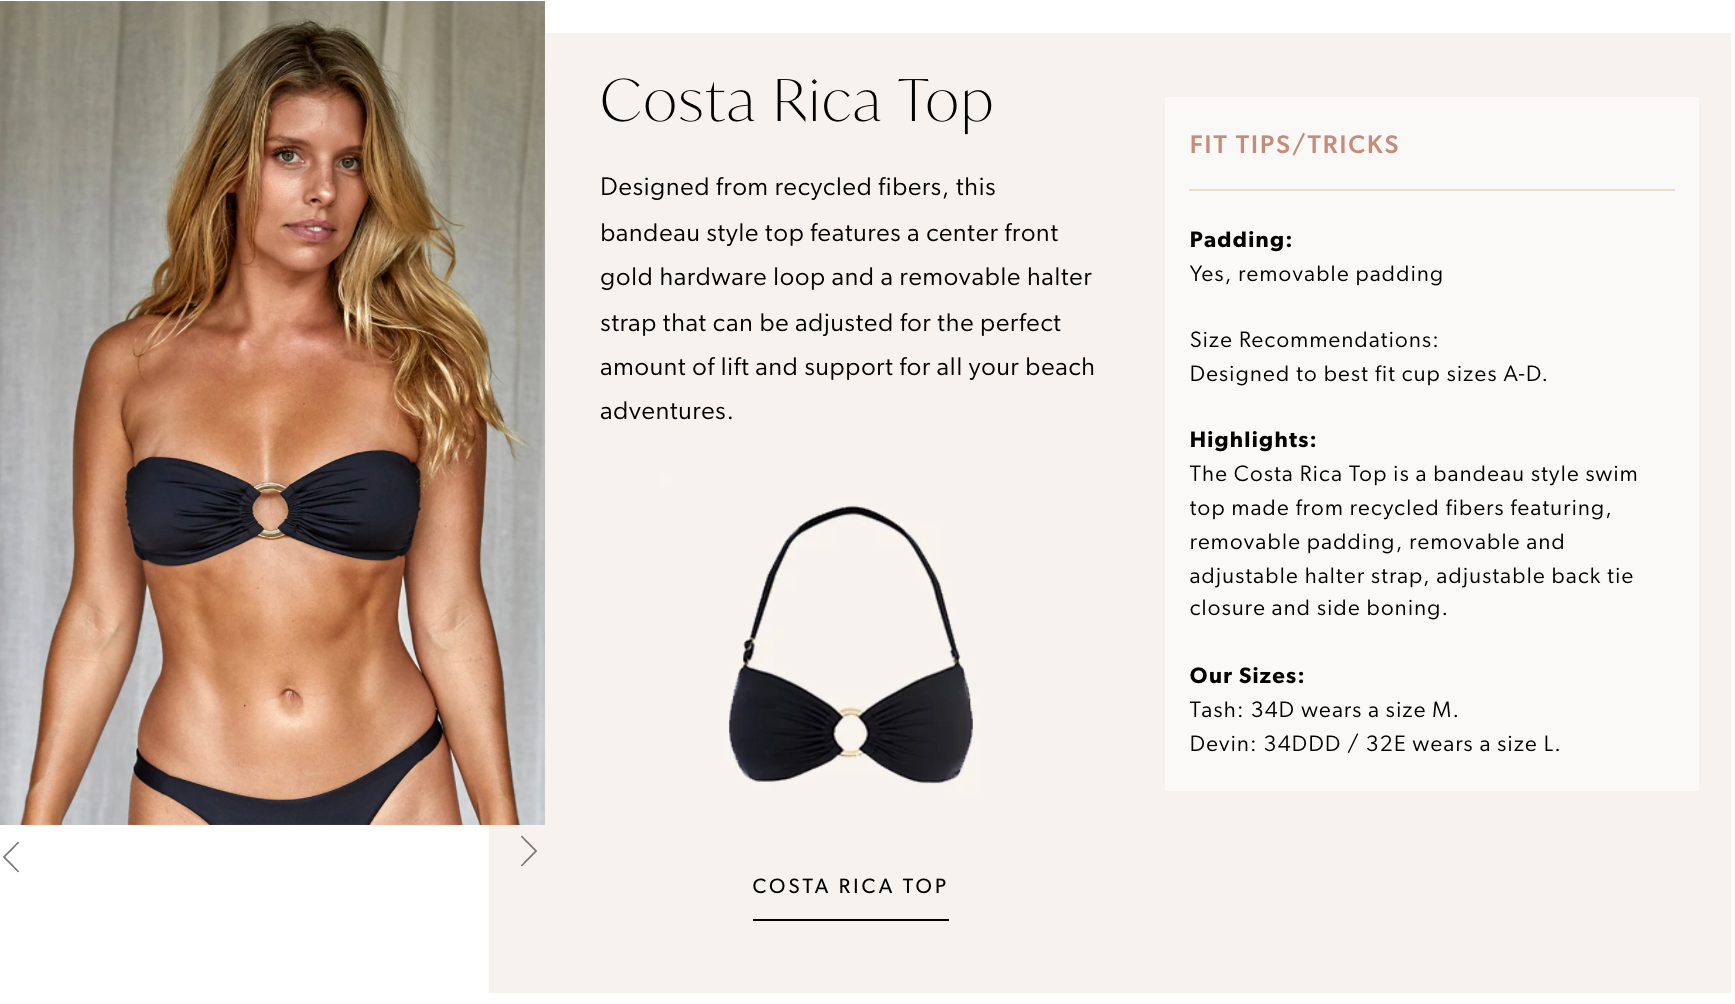 Costa Rica Top
Designed from recycled fibers, this
bandeau style top features a center front
gold hardware loop and a removable halter
strap that can be adjusted for the perfect
amount of lift and support for all your beach
adventures.
COSTA RICA TOP
FIT TIPS/TRICKS
Padding:
Yes, removable padding
Size Recommendations:
Designed to best fit cup sizes A-D.
Highlights:
The Costa Rica Top is a bandeau style swim
top made from recycled fibers featuring,
removable padding, removable and
adjustable halter strap, adjustable back tie
closure and side boning.
Our Sizes:
Tash: 34D wears a size M.
Devin: 34DDD / 32E wears a size L.